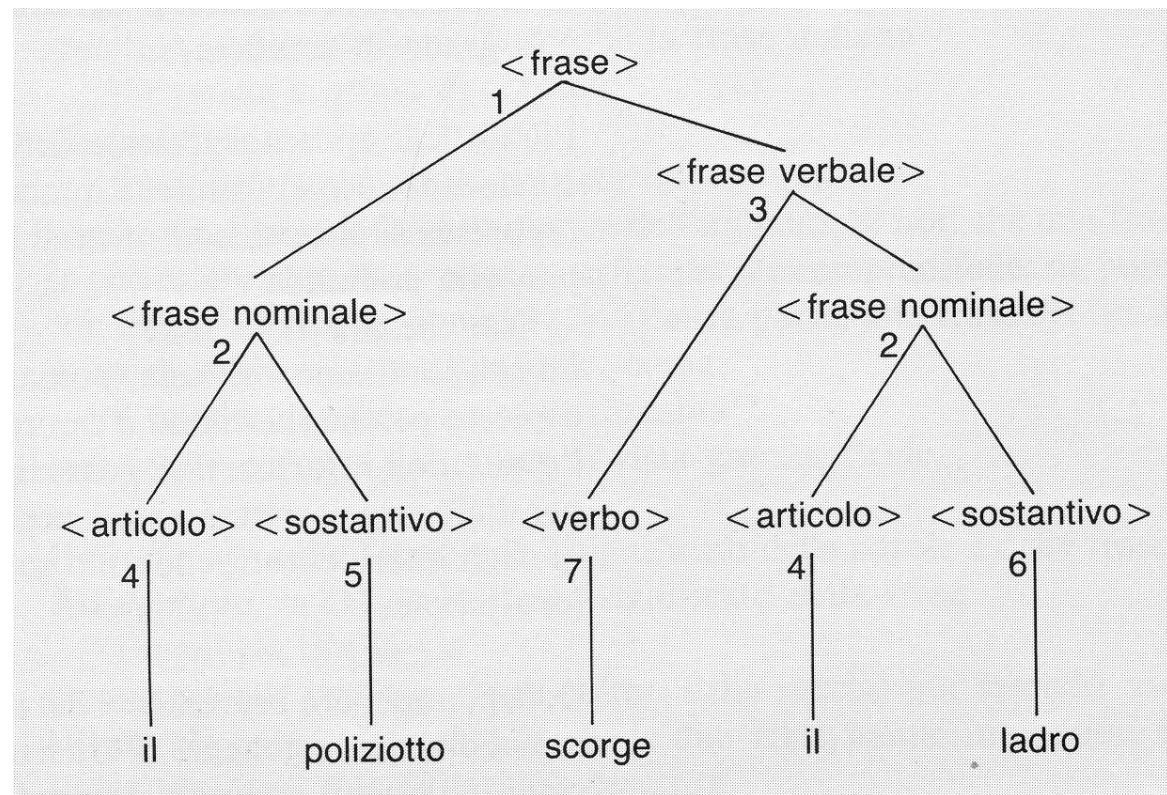 <frase>
1
<frase verbale>
3
<frase nominale>
<frase nominale>
2
2
<articolo> <sostantivo> <verbo> <articolo> <sostantivo>
4 5 7 4 6
il poliziotto scorge il ladro